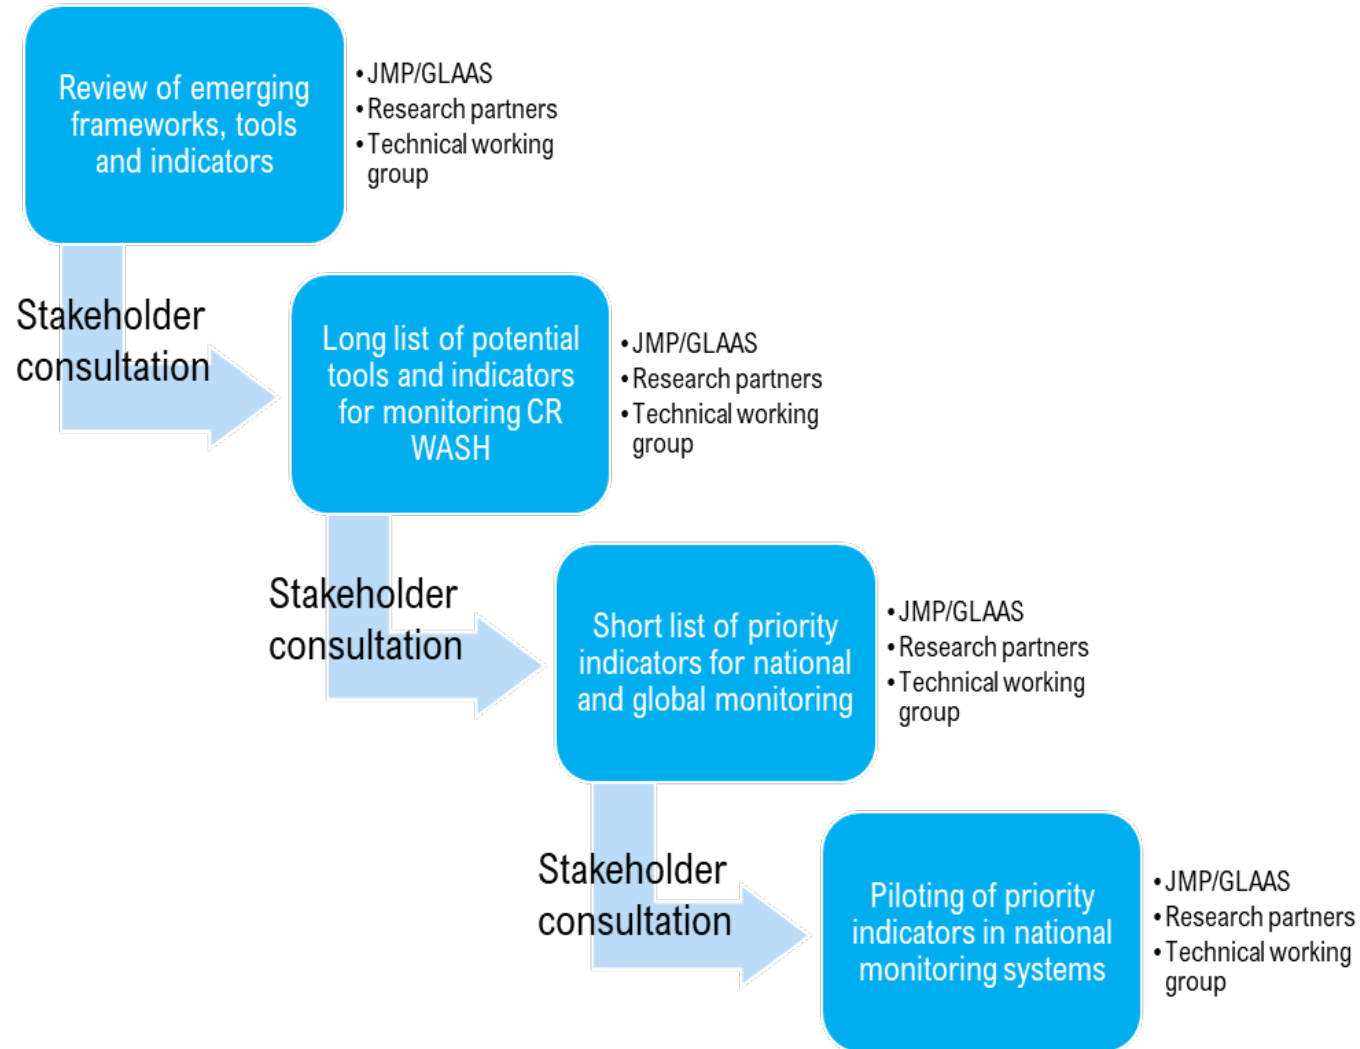 Review of emerging
frameworks, tools
and indicators
•JMP/GLAAS
•Research partners
•Technical working
group
Stakeholder
consultation
Long list of potential
tools and indicators
for monitoring CR
WASH
•JMP/GLAAS
•Research partners
•Technical working
group
Stakeholder
consultation
Short list of priority
indicators for national
and global monitoring
•JMP/GLAAS
•Research partners
•Technical working
group
Stakeholder
consultation
Piloting of priority
indicators in national
monitoring systems
•JMP/GLAAS
•Research partners
•Technical working
group